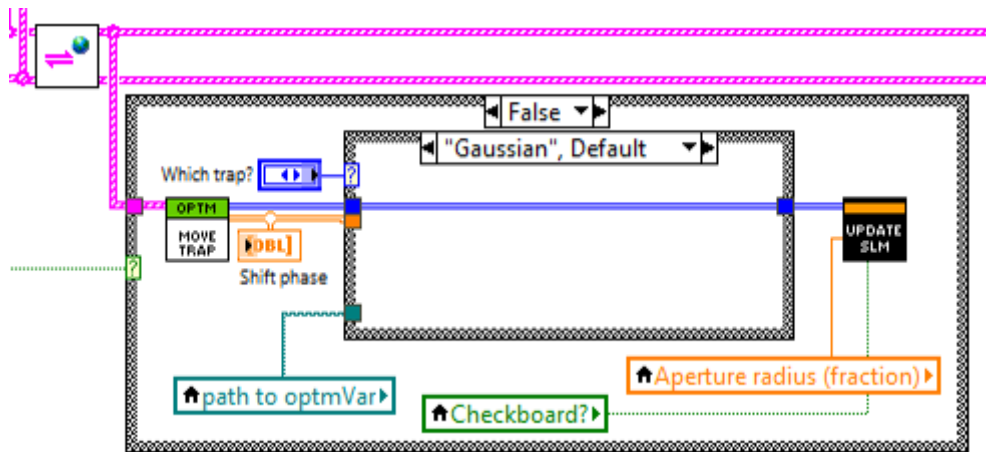 False
"Gaussian", Default
Which trap?
?
OPTM
MOVE
TRAP
?
DBL]
Shift phase
UPDATE
SLM
Aperture radius (fraction)
path to optmVar
Checkboard?